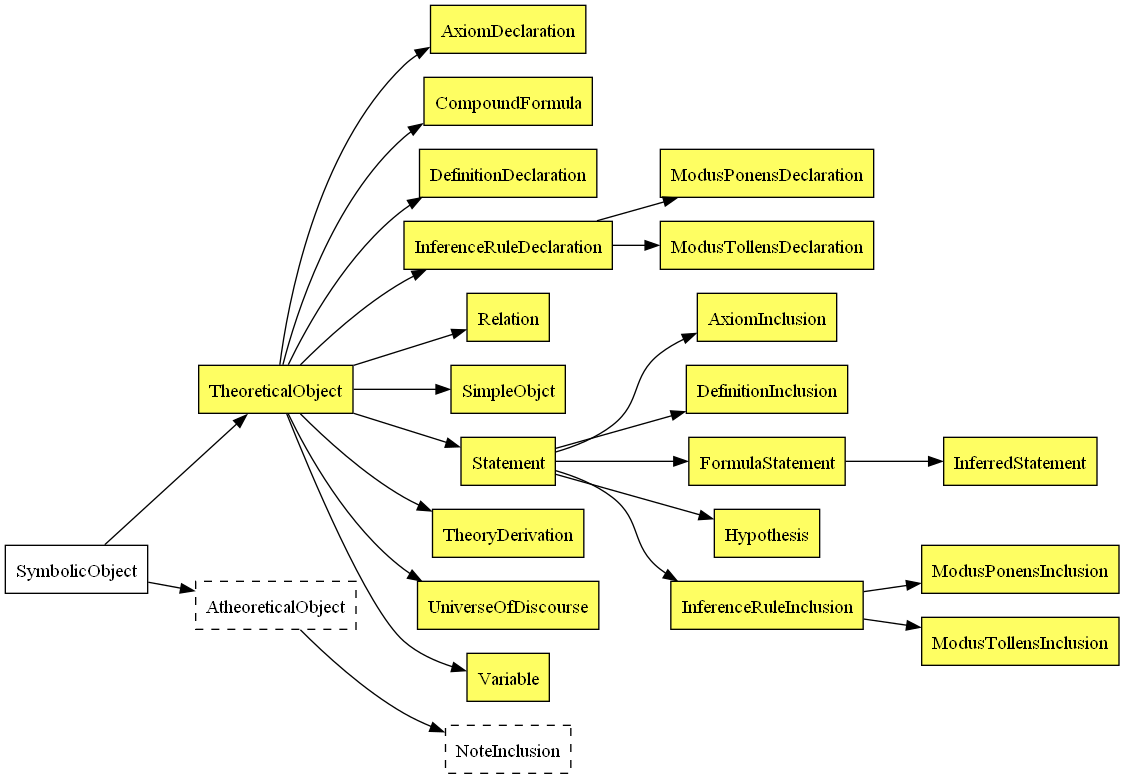 AxiomDeclaration
CompoundFormula
DefinitionDeclaration
ModusPonensDeclaration
InferenceRuleDeclaration
ModusTollensDeclaration
Relation
AxiomInclusion
TheoreticalObject
SimpleObjct
DefinitionInclusion
Statement
FormulaStatement
InferredStatement
TheoryDerivation
Hypothesis
SymbolicObject
AtheoreticalObject
UniverseOfDiscourse
InferenceRuleInclusion
ModusPonensInclusion
ModusTollensInclusion
Variable
NoteInclusion